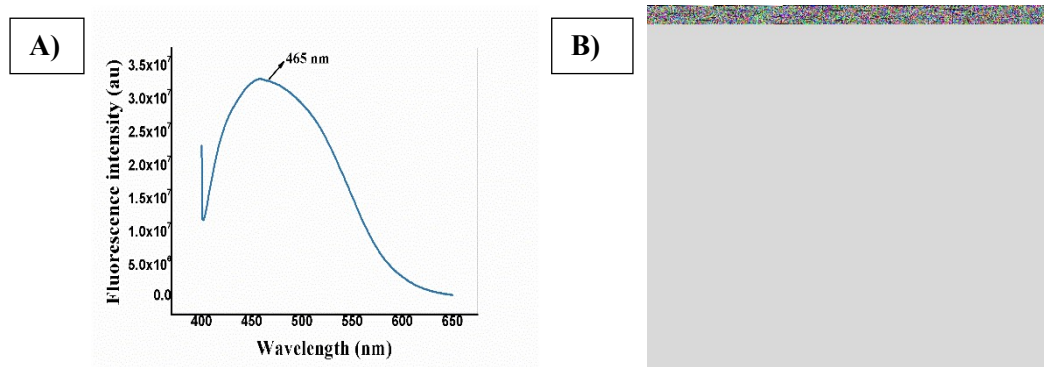 A)
B)
465 nm
Fluorescence intensity (au)
3.5x10⁷
3.0x10⁷
2.5x10⁷
2.0x10⁷
1.5x10⁷
1.0x10⁷
5.0x10⁶
0.0
400 450 500 550 600 650
Wavelength (nm)